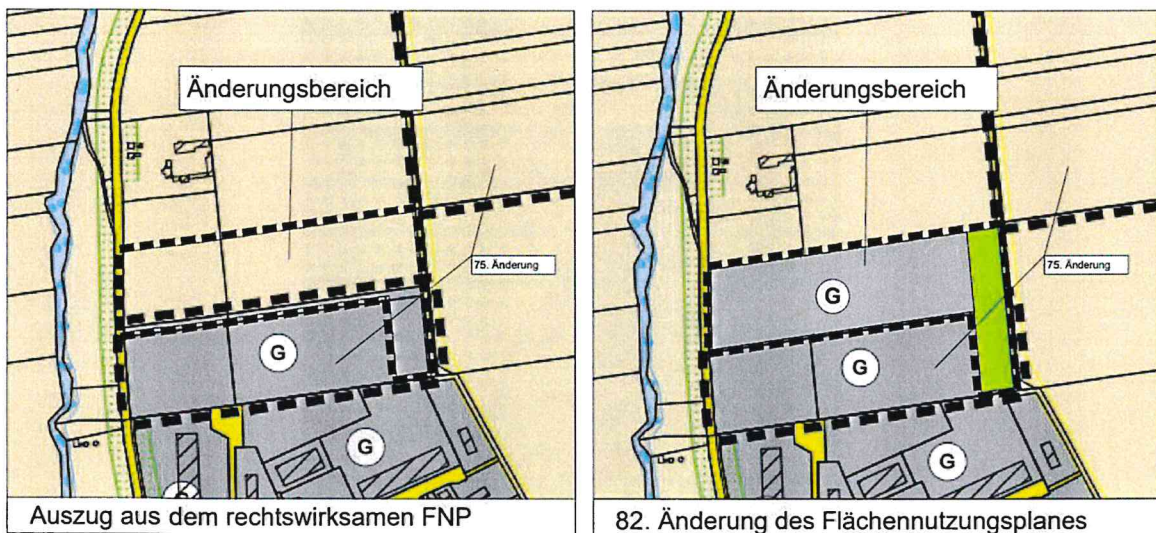 Änderungsbereich
75. Änderung
G
G
Auszug aus dem rechtswirksamen FNP
Änderungsbereich
75. Änderung
G
G
G
82. Änderung des Flächennutzungsplanes